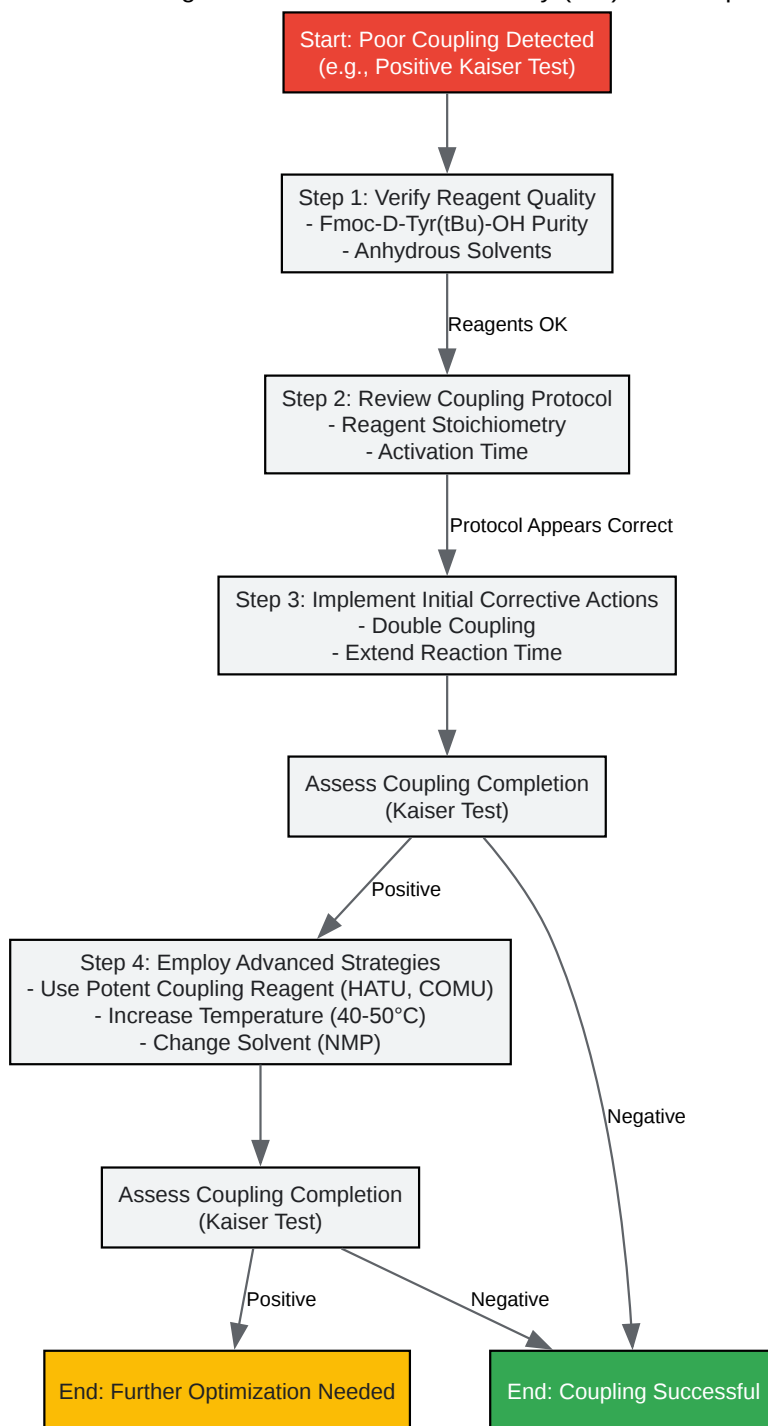 Start: Poor Coupling Detected
(e.g., Positive Kaiser Test)
Step 1: Verify Reagent Quality
- Fmoc-D-Tyr(tBu)-OH Purity
- Anhydrous Solvents
Reagents OK
Step 2: Review Coupling Protocol
- Reagent Stoichiometry
- Activation Time
Protocol Appears Correct
Step 3: Implement Initial Corrective Actions
- Double Coupling
- Extend Reaction Time
Assess Coupling Completion
(Kaiser Test)
Positive
Step 4: Employ Advanced Strategies
- Use Potent Coupling Reagent (HATU, COMU)
- Increase Temperature (40-50°C)
- Change Solvent (NMP)
Negative
Assess Coupling Completion
(Kaiser Test)
Positive
Negative
End: Further Optimization Needed
End: Coupling Successful